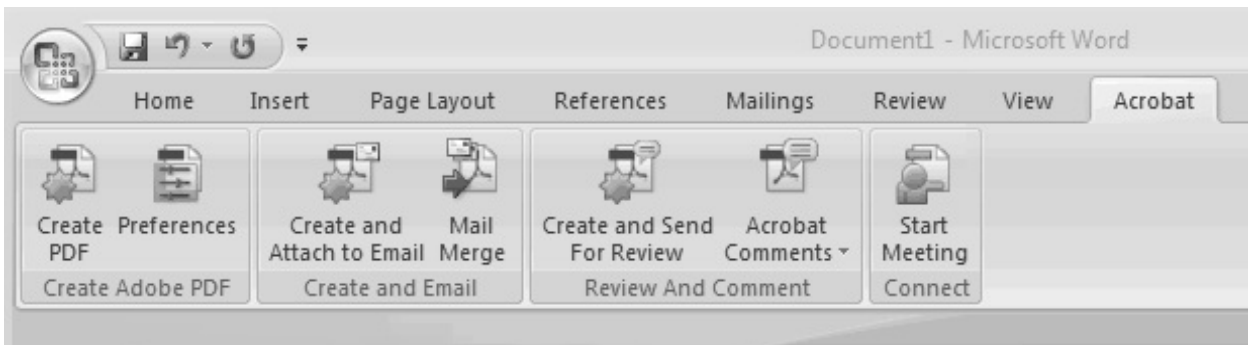 Document1 - Microsoft Word
Home Insert Page Layout References Mailings Review View Acrobat
Create PDF
Preferences
Create and
Attach to Email
Mail
Merge
Create and Send
For Review
Acrobat
Comments
Start
Meeting
Create Adobe PDF
Create and Email
Review And Comment
Connect